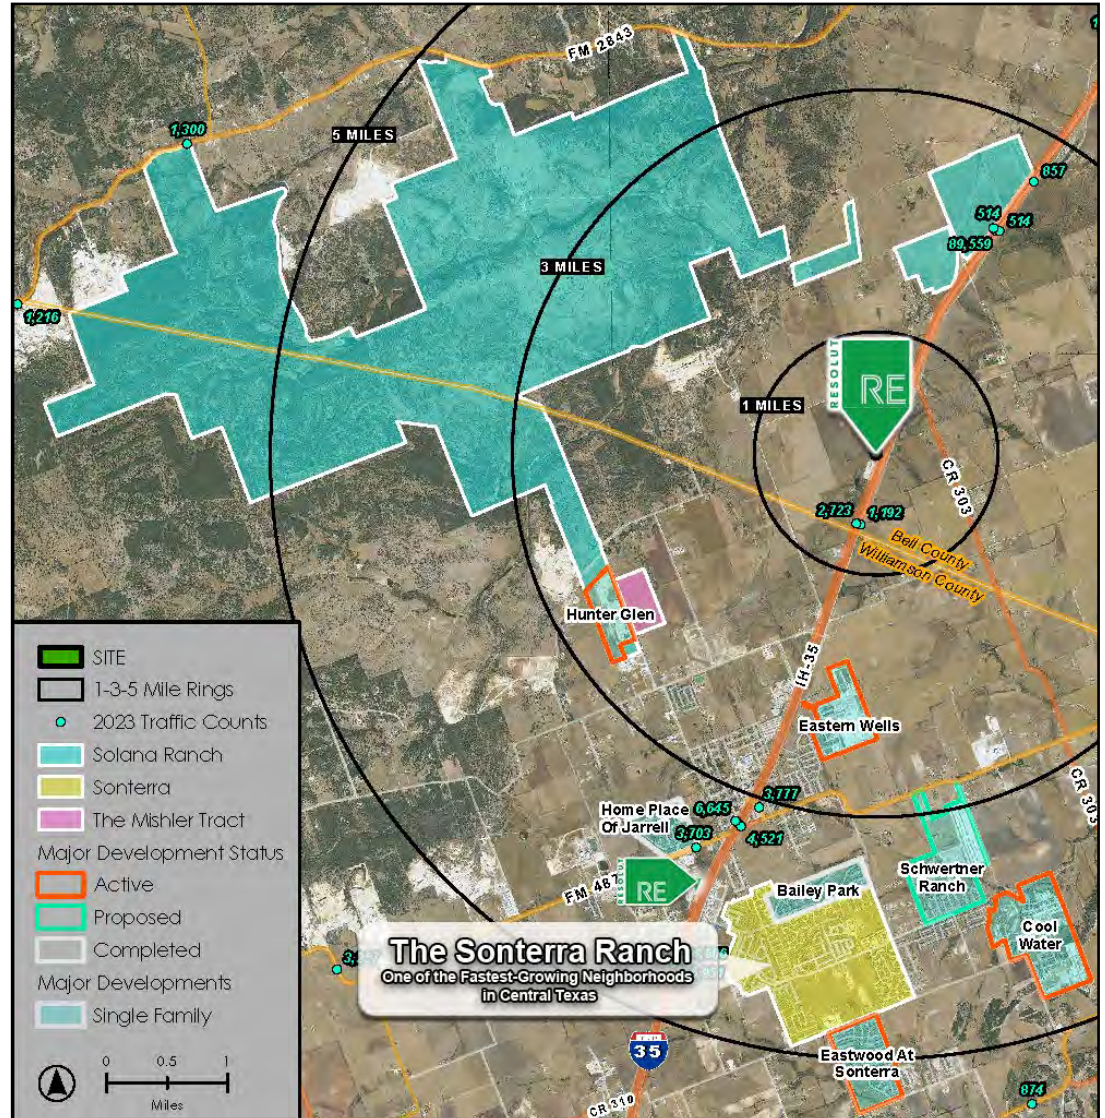 FM 2843
5 MILES
1,300
857
514
514
89,559
3 MILES
1,216
RESOLUT
RE
1 MILES
CR 303
2,723
1,192
Bell County
Williamson County
Hunter Glen
IH-35
Eastern Wells
CR 303
3,777
Home Place
Of Jarrell
6,645
3,703
4,521
Schwertner
Ranch
FM 487
RESOLUT
RE
Bailey Park
Cool
Water
The Sonterra Ranch
One of the Fastest-Growing Neighborhoods
in Central Texas
35
Eastwood At
Sonterra
874
CR 310
SITE
1-3-5 Mile Rings
2023 Traffic Counts
Solana Ranch
Sonterra
The Mishler Tract
Major Development Status
Active
Proposed
Completed
Major Developments
Single Family
0 0.5 1
Miles